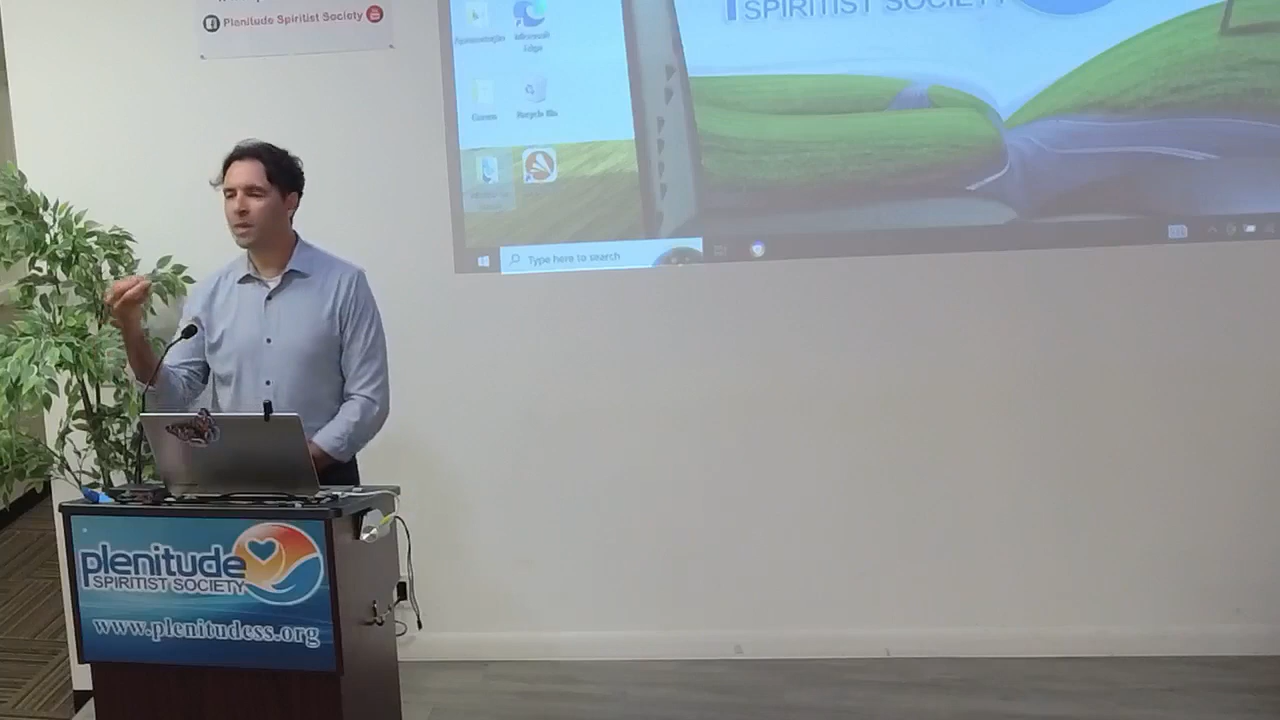 Plenitude Spiritist Society
SPIRITIST SOCIETY
Apresentação
Microsoft
Edge
Recycle Bin
Type here to search
plenitude
SPIRITIST SOCIETY
www.plenitudess.org